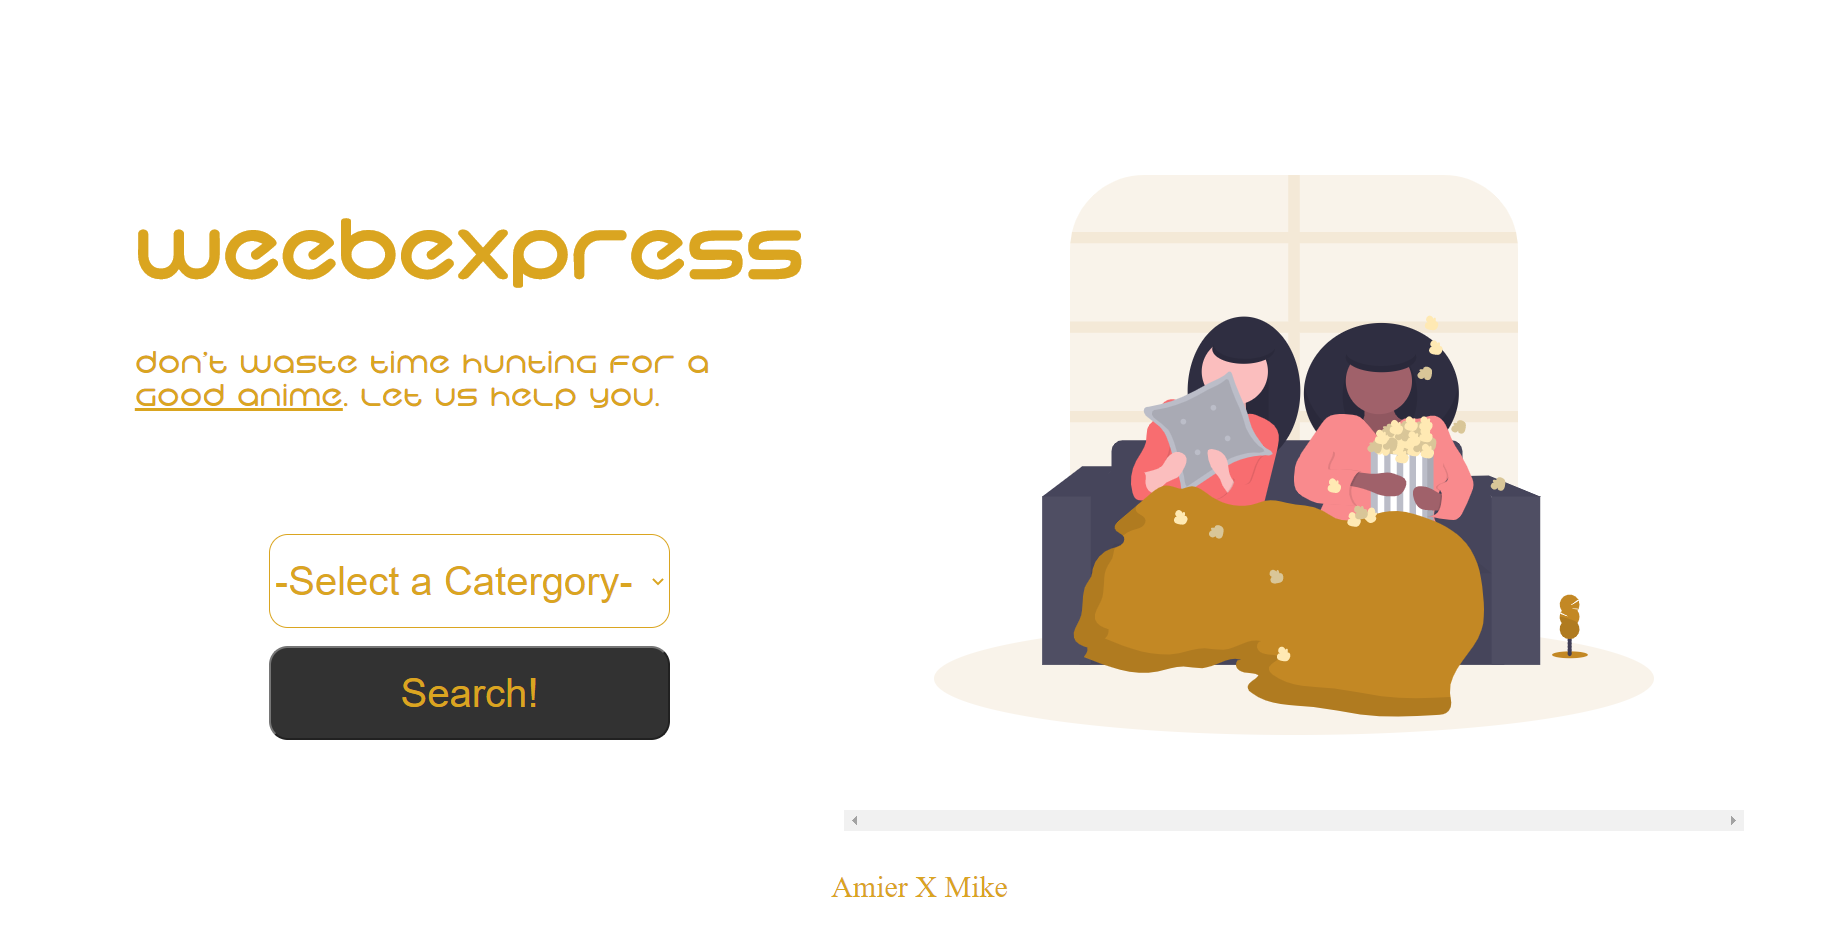 weebexpress
don't waste time hunting for a
good anime. Let us help you.
-Select a Catergory-
Search!
Amier X Mike